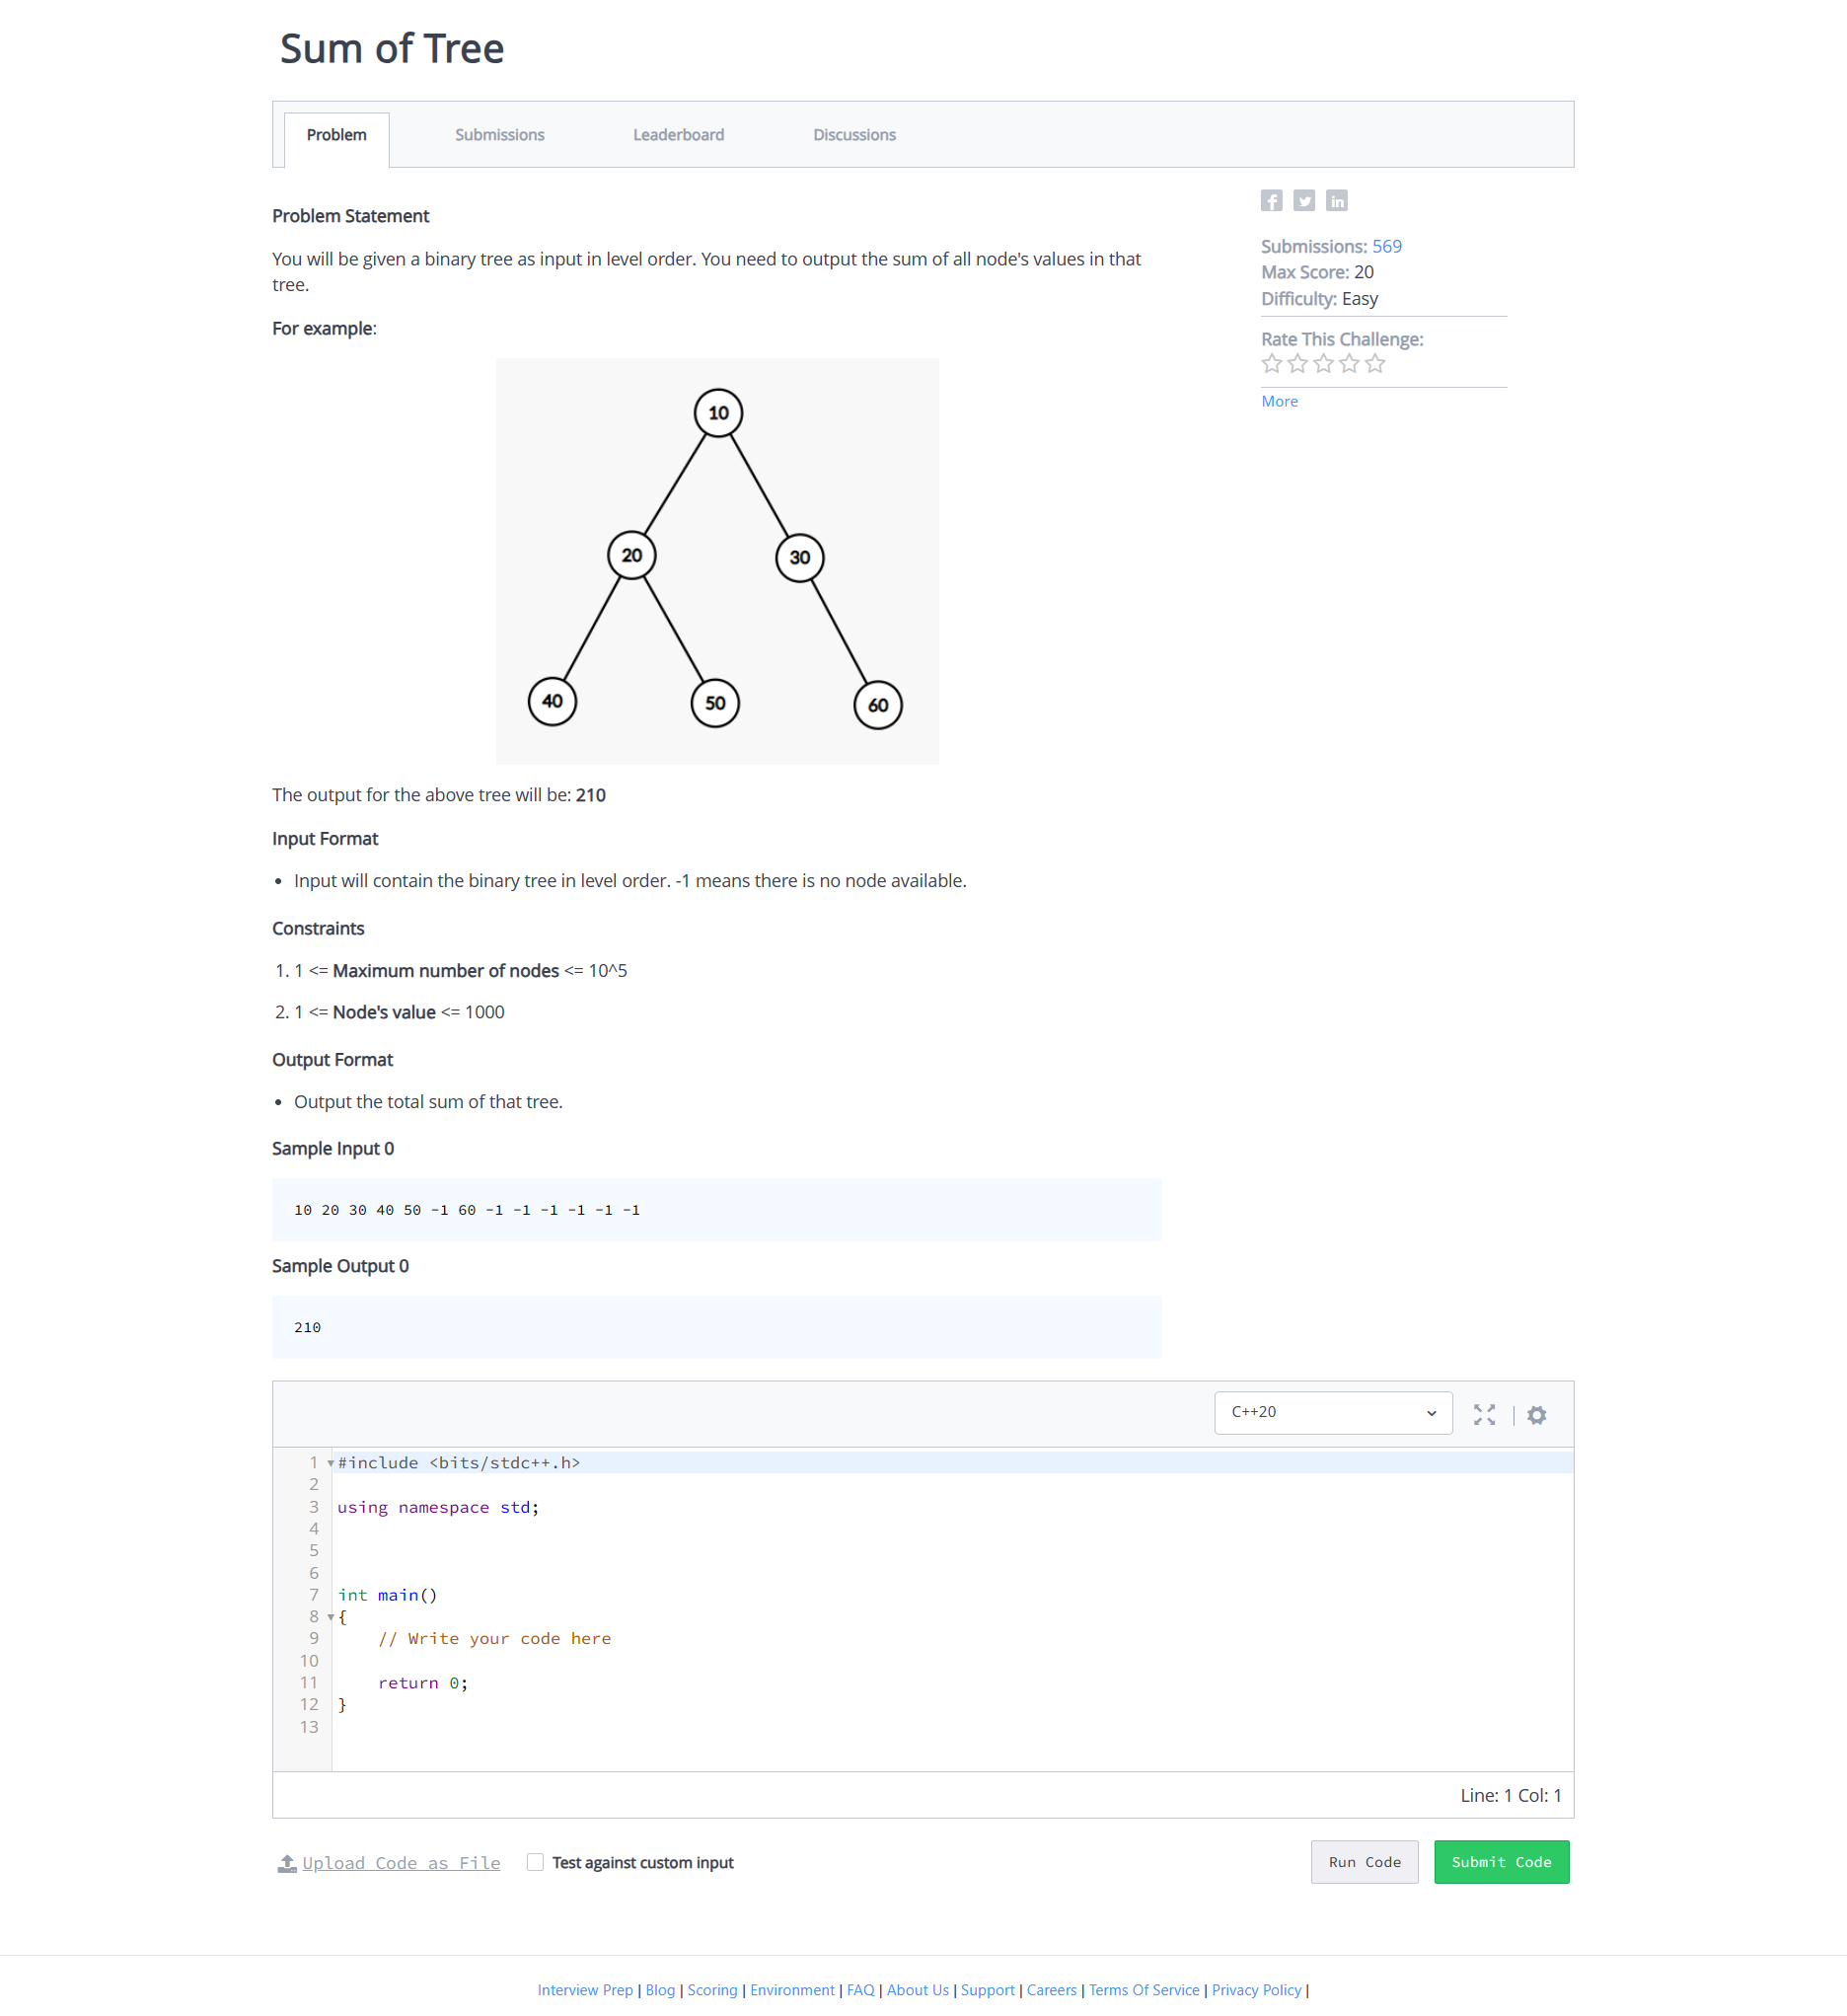 Sum of Tree
Problem
Submissions
Leaderboard
Discussions
Problem Statement
You will be given a binary tree as input in level order. You need to output the sum of all node's values in that
tree.
For example:
10
20
30
40
50
60
The output for the above tree will be: 210
Input Format
• Input will contain the binary tree in level order. -1 means there is no node available.
Constraints
1. 1 <= Maximum number of nodes <= 10^5
2. 1 <= Node's value <= 1000
Output Format
• Output the total sum of that tree.
Sample Input 0
10 20 30 40 50 -1 60 -1 -1 -1 -1 -1 -1
Sample Output 0
210
Submissions: 569
Max Score: 20
Difficulty: Easy
Rate This Challenge:
More
C++20
1 #include <bits/stdc++.h>
2
3 using namespace std;
4
5
6
7 int main()
8 {
9     // Write your code here
10
11     return 0;
12 }
13
Line: 1 Col: 1
Upload Code as File
Test against custom input
Run Code
Submit Code
Interview Prep | Blog | Scoring | Environment | FAQ | About Us | Support | Careers | Terms Of Service | Privacy Policy |